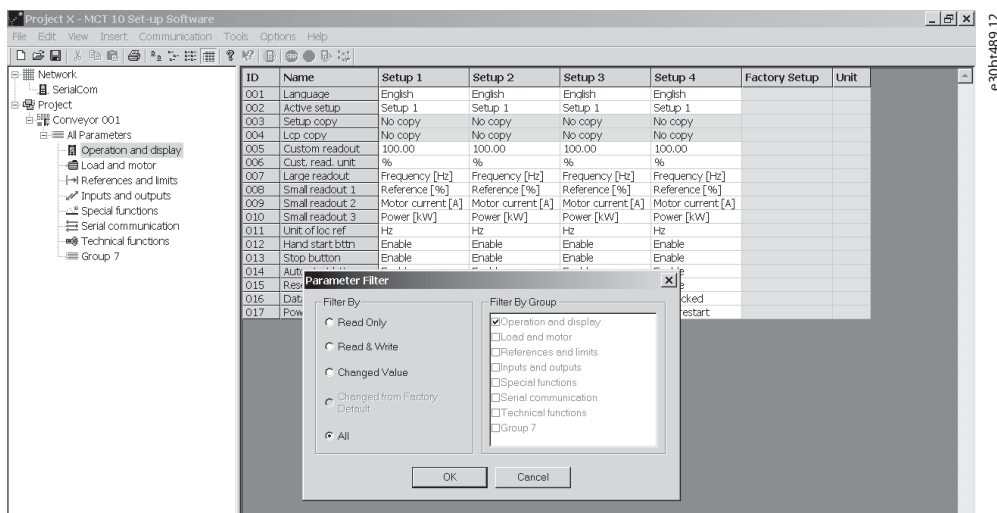 Project X - MCT 10 Set-up Software
File Edit View Insert Communication Tools Options Help
Network
SerialCom
Project
Conveyor 001
All Parameters
Operation and display
Load and motor
References and limits
Inputs and outputs
Special functions
Serial communication
Technical functions
Group 7
ID Name Setup 1 Setup 2 Setup 3 Setup 4 Factory Setup Unit
001 Language English English English English
002 Active setup Setup 1 Setup 1 Setup 1 Setup 1
003 Setup copy No copy No copy No copy No copy
004 Lcp copy No copy No copy No copy No copy
005 Custom readout 100.00 100.00 100.00 100.00
006 Cust. read. unit % % % %
007 Large readout Frequency [Hz] Frequency [Hz] Frequency [Hz] Frequency [Hz]
008 Small readout 1 Reference [%] Reference [%] Reference [%] Reference [%]
009 Small readout 2 Motor current [A] Motor current [A] Motor current [A] Motor current [A]
010 Small readout 3 Power [kW] Power [kW] Power [kW] Power [kW]
011 Unit of loc ref Hz Hz Hz Hz
012 Hand start bttn Enable Enable Enable Enable
013 Stop button Enable Enable Enable Enable
014
015
016
017
Parameter Filter
Filter By
Read Only
Read & Write
Changed Value
Changed from Factory
Default
All
Filter By Group
Operation and display
Load and motor
References and limits
Inputs and outputs
Special functions
Serial communication
Technical functions
Group 7
OK Cancel
e30bt489.12